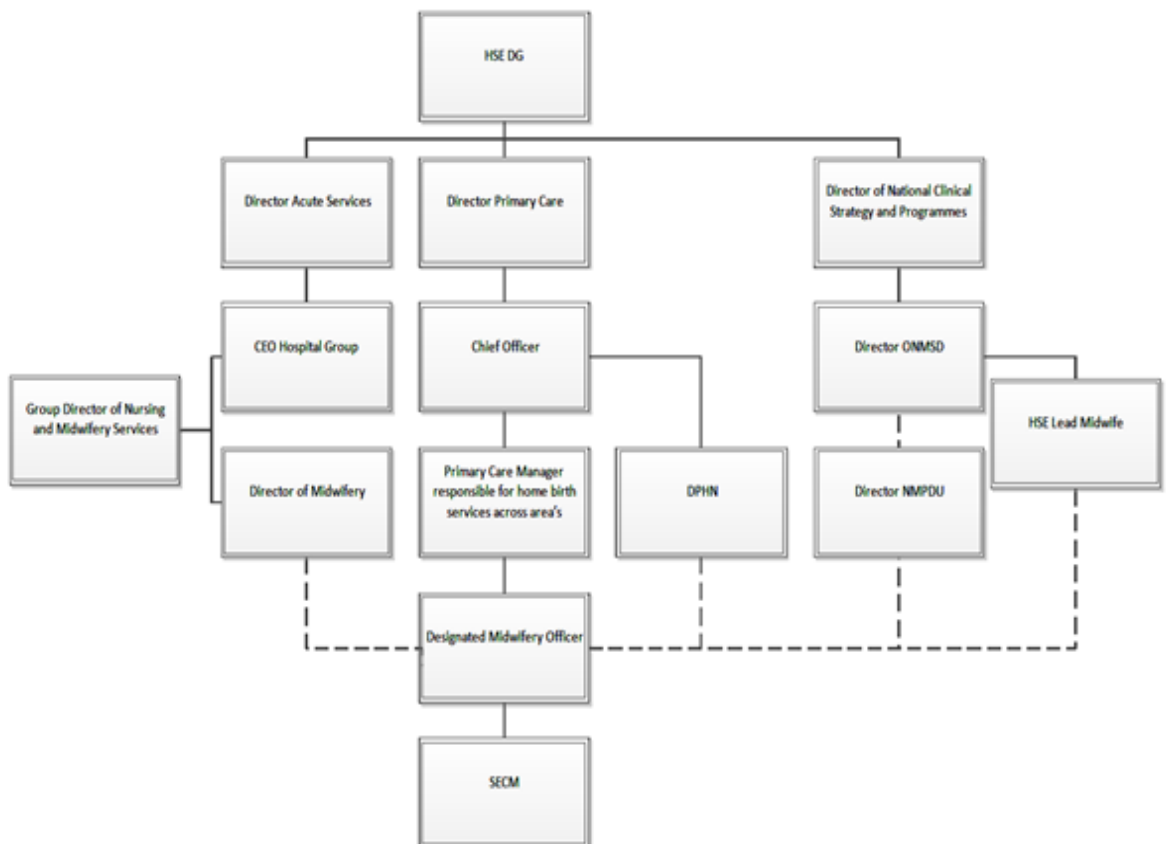 HSE DG
Director Acute Services
Director Primary Care
Director of National Clinical
Strategy and Programmes
CEO Hospital Group
Chief Officer
Director ONMSD
Group Director of Nursing
and Midwifery Services
HSE Lead Midwife
Director of Midwifery
Primary Care Manager
responsible for home birth
services across area's
DPHN
Director NMPDU
Designated Midwifery Officer
SECM